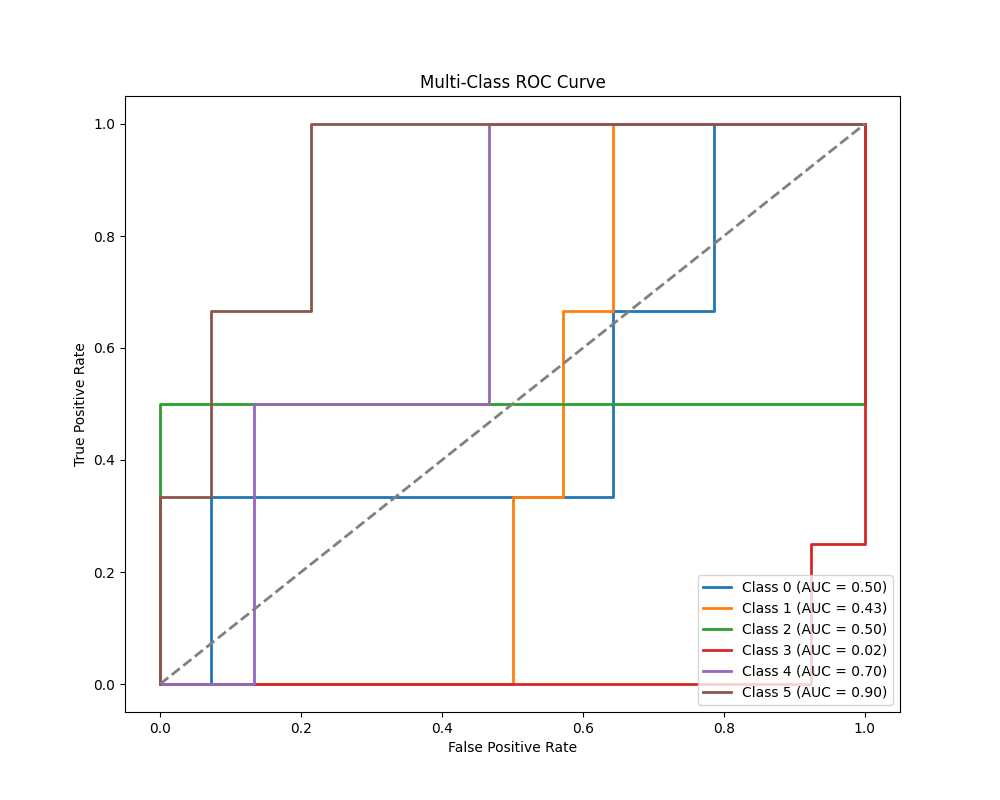 Multi-Class ROC Curve
True Positive Rate
1.0
0.8
0.6
0.4
0.2
0.0
Class 0 (AUC = 0.50)
Class 1 (AUC = 0.43)
Class 2 (AUC = 0.50)
Class 3 (AUC = 0.02)
Class 4 (AUC = 0.70)
Class 5 (AUC = 0.90)
0.0 0.2 0.4 0.6 0.8 1.0
False Positive Rate